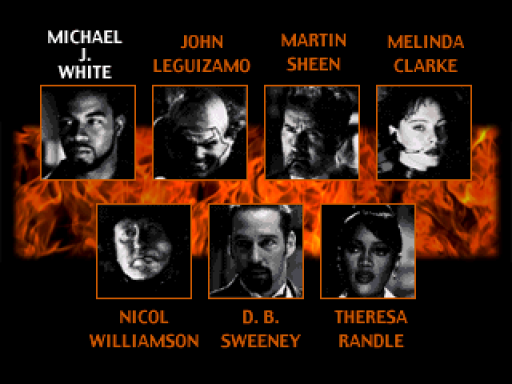 MICHAEL
J.
WHITE
JOHN
LEGUIZAMO
MARTIN
SHEEN
MELINDA
CLARKE
NICOL
WILLIAMSON
D. B.
SWEENEY
THERESA
RANDLE